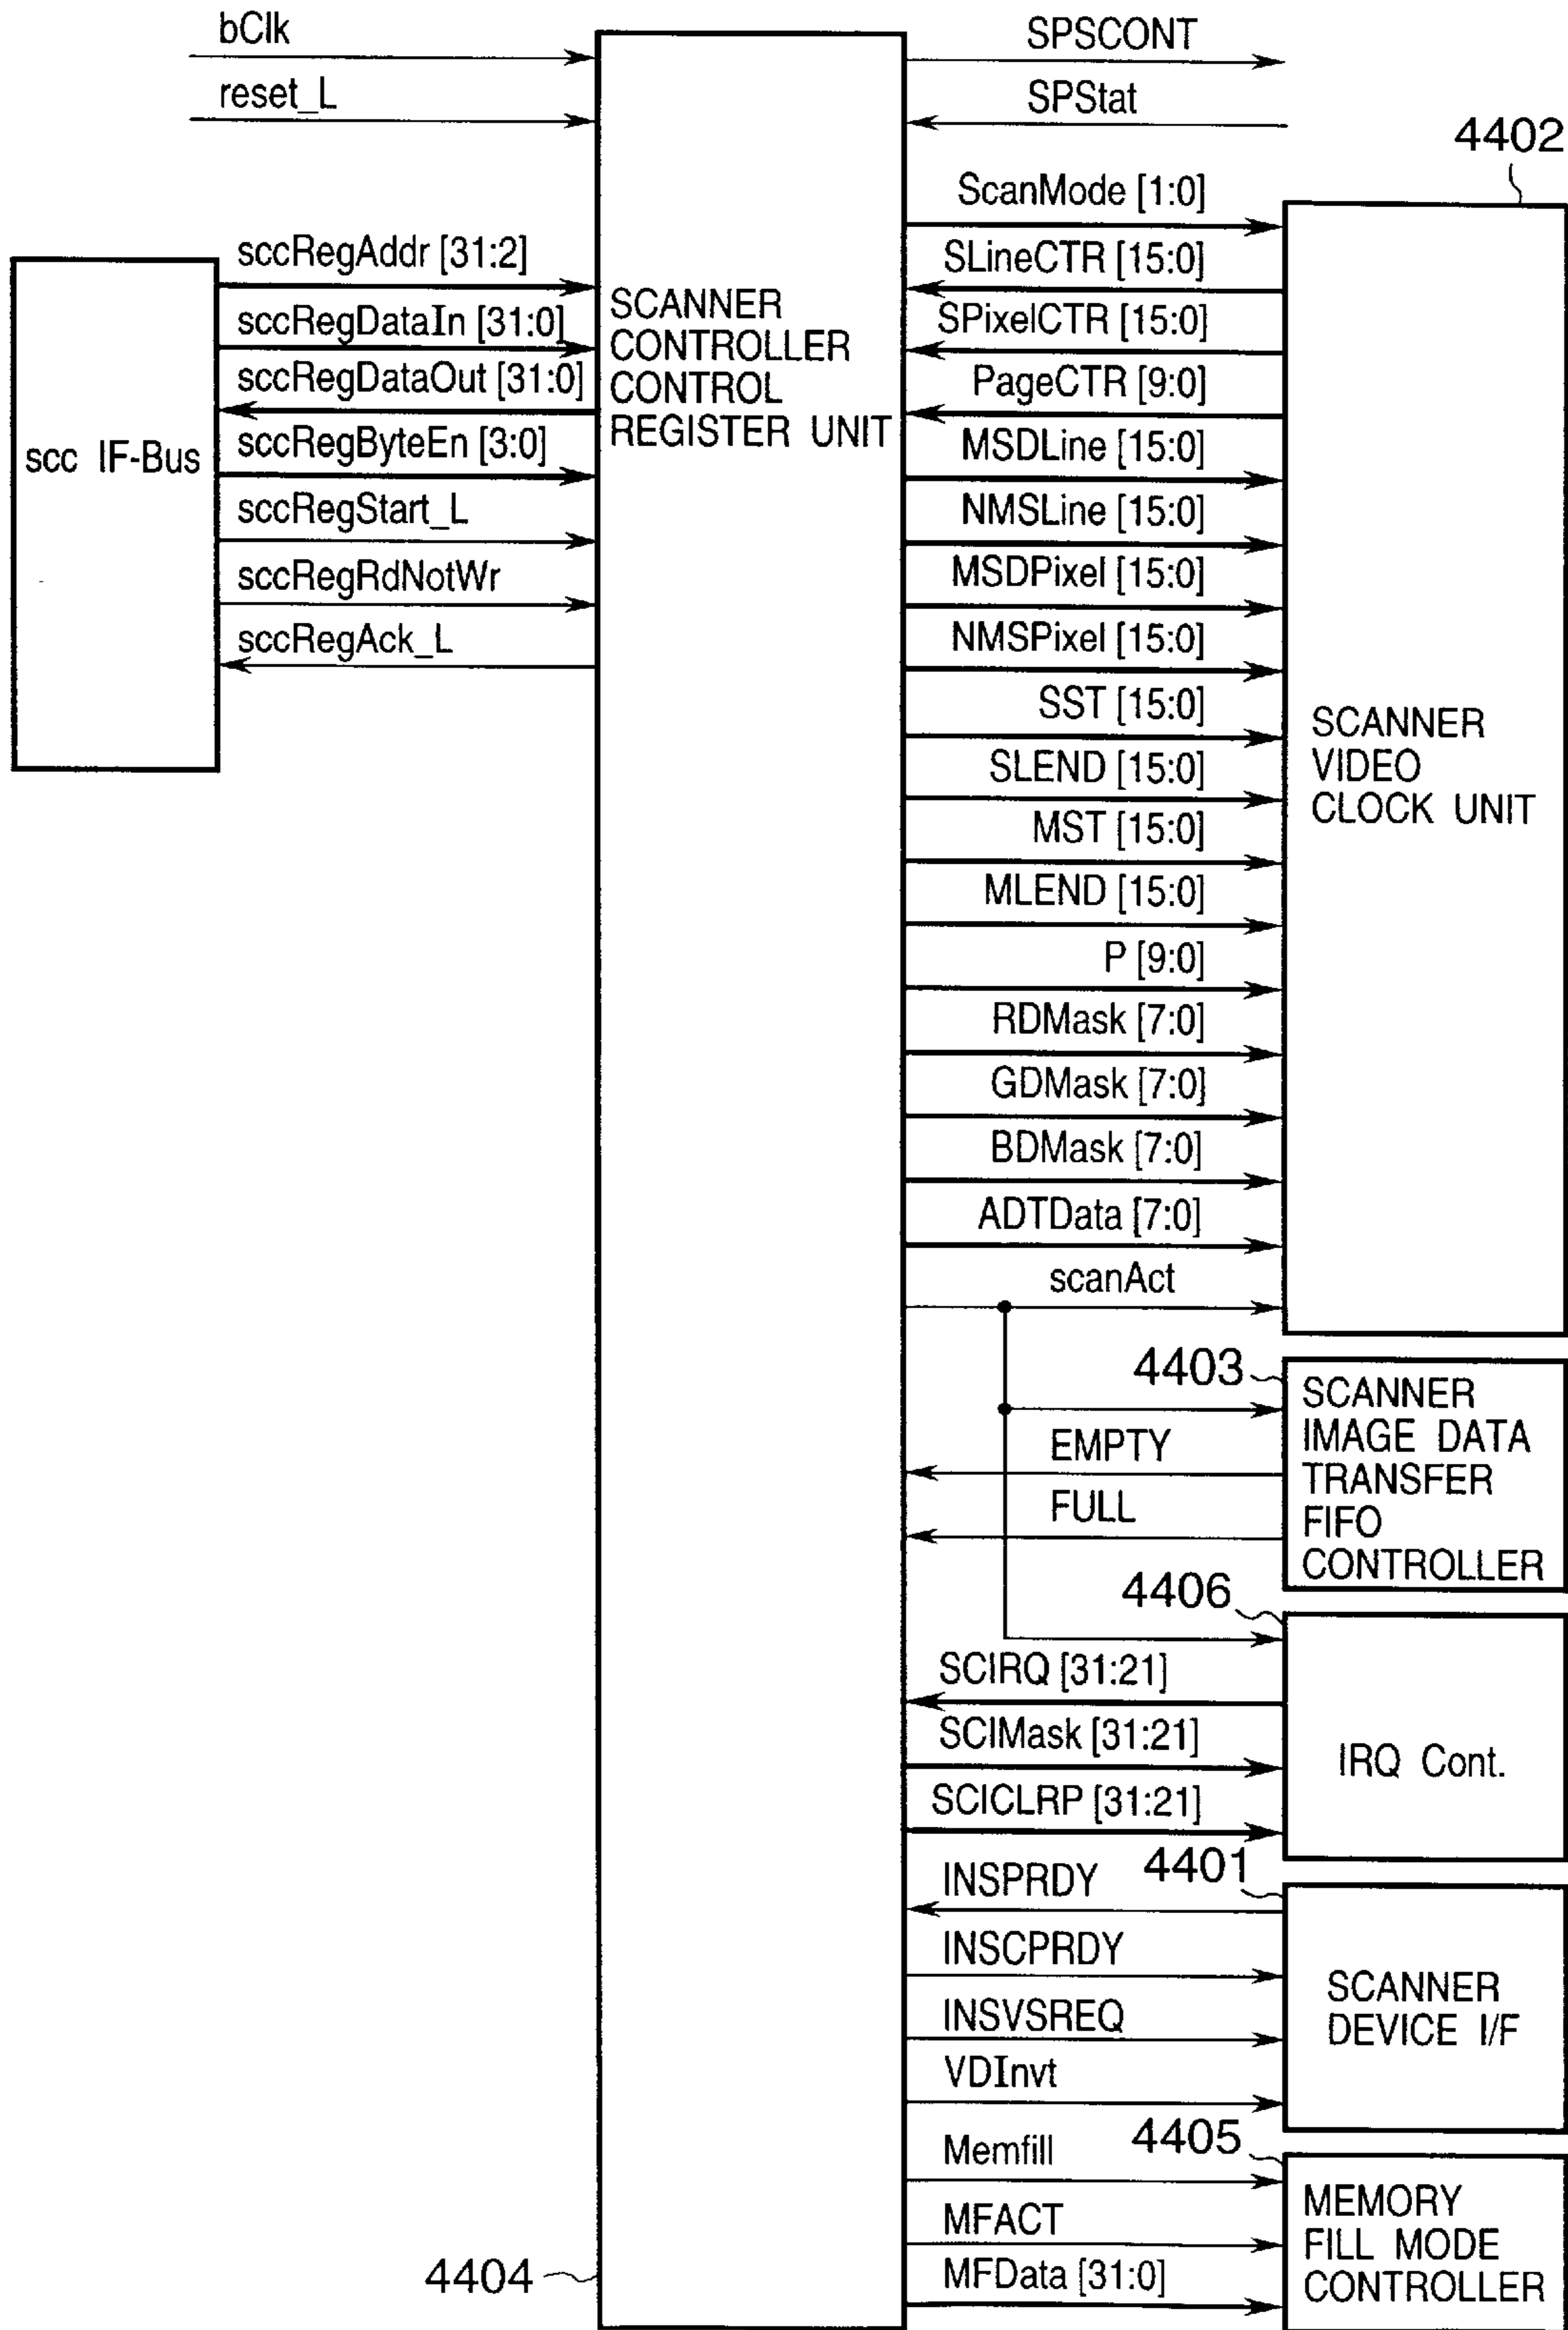 bClk
reset_L
SPSCONT
SPStat
4402
scc IF-Bus
sccRegAddr [31:2]
sccRegDataIn [31:0]
sccRegDataOut [31:0]
sccRegByteEn [3:0]
sccRegStart_L
sccRegRdNotWr
sccRegAck_L
SCANNER
CONTROLLER
CONTROL
REGISTER UNIT
ScanMode [1:0]
SLineCTR [15:0]
SPixelCTR [15:0]
PageCTR [9:0]
MSDLine [15:0]
NMSLine [15:0]
MSDPixel [15:0]
NMSPixel [15:0]
SST [15:0]
SLEND [15:0]
MST [15:0]
MLEND [15:0]
P [9:0]
RDMask [7:0]
GDMask [7:0]
BDMask [7:0]
ADTData [7:0]
scanAct
SCANNER
VIDEO
CLOCK UNIT
4403
EMPTY
FULL
SCANNER
IMAGE DATA
TRANSFER
FIFO
CONTROLLER
4406
SCIRQ [31:21]
SCIMask [31:21]
SCICLRP [31:21]
IRQ Cont.
4401
INSPRDY
INSCPRDY
INSVSREQ
VDInvt
SCANNER
DEVICE I/F
4405
Memfill
MFACT
MFData [31:0]
MEMORY
FILL MODE
CONTROLLER
4404